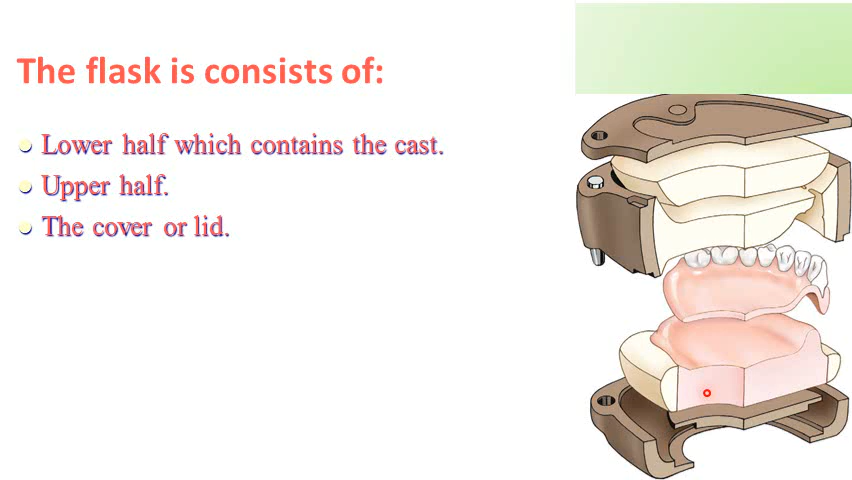 The flask is consists of:
Lower half which contains the cast.
Upper half.
The cover or lid.